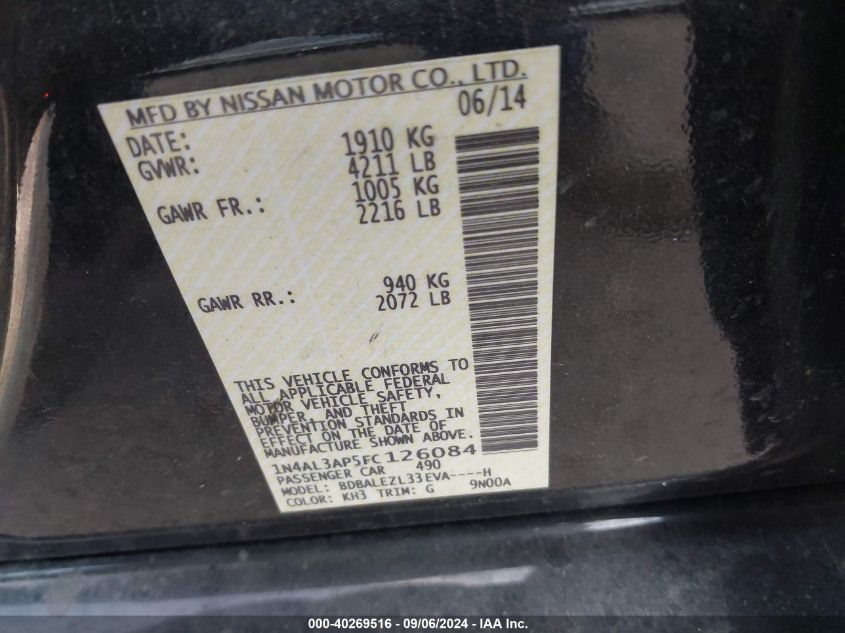 MFD BY NISSAN MOTOR CO., LTD.
DATE: 06/14
GVWR: 1910 KG
4211 LB
GAWR FR.: 1005 KG
2216 LB
GAWR RR.: 940 KG
2072 LB
THIS VEHICLE CONFORMS TO
ALL APPLICABLE FEDERAL
MOTOR VEHICLE SAFETY,
BUMPER, AND THEFT
PREVENTION STANDARDS IN
EFFECT ON THE DATE OF
MANUFACTURE SHOWN ABOVE.
1N4AL3AP5FC126084
PASSENGER CAR 490
MODEL: BDBALEZL33EVA----H
COLOR: KH3 TRIM: G 9N00A
000-40269516 - 09/06/2024 - IAA Inc.